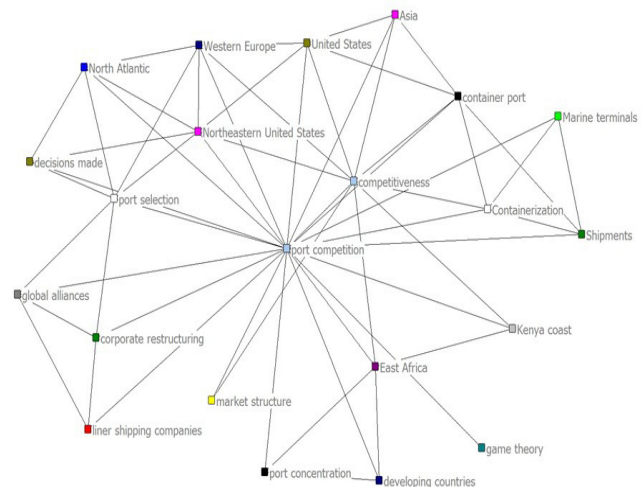 Asia
Western Europe
United States
North Atlantic
container port
Marine terminals
Northeastern United States
decisions made
competitiveness
port selection
Containerization
Shipments
port competition
global alliances
Kenya coast
corporate restructuring
East Africa
market structure
liner shipping companies
game theory
port concentration
developing countries